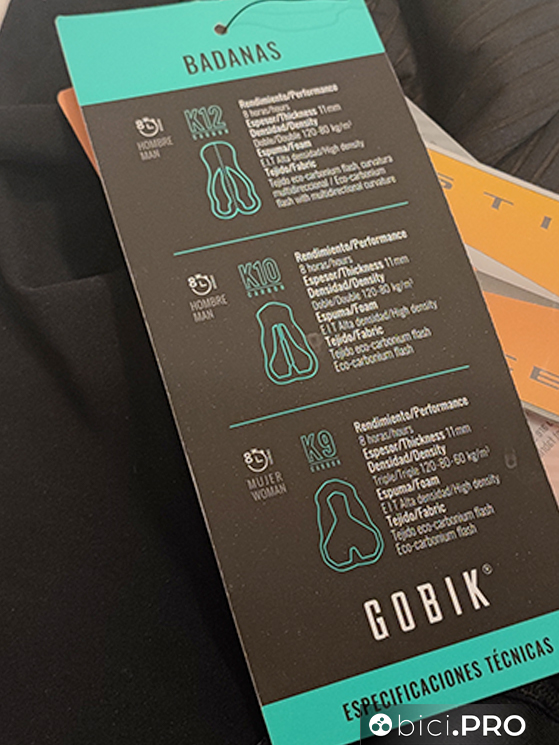 BADANAS
8
HOMBRE
MAN
K12
CARBON
Rendimiento/Performance
8 horas/hours
Espesor/Thickness 11mm
Densidad/Density
Doble/Double 120-80 kg/m³
Espuma/Foam
E.I.T Alta densidad/High density
Tejido/Fabric
Tejido eco-carbonium flash, curvatura
multidireccional / Eco-carbonium
flash with multidirectional curvature
8
HOMBRE
MAN
K10
CARBON
Rendimiento/Performance
8 horas/hours
Espesor/Thickness 11mm
Densidad/Density
Doble/Double 120-80 kg/m³
Espuma/Foam
E.I.T Alta densidad/High density
Tejido/Fabric
Tejido eco-carbonium flash
Eco-carbonium flash
8
MUJER
WOMAN
K9
CARBON
Rendimiento/Performance
8 horas/hours
Espesor/Thickness 11mm
Densidad/Density
Triple/Triple 120-80-60 kg/m³
Espuma/Foam
E.I.T Alta densidad/High density
Tejido/Fabric
Tejido eco-carbonium flash
Eco-carbonium flash
GOBIK®
ESPECIFICACIONES TÉCNICAS
STI
bici.PRO